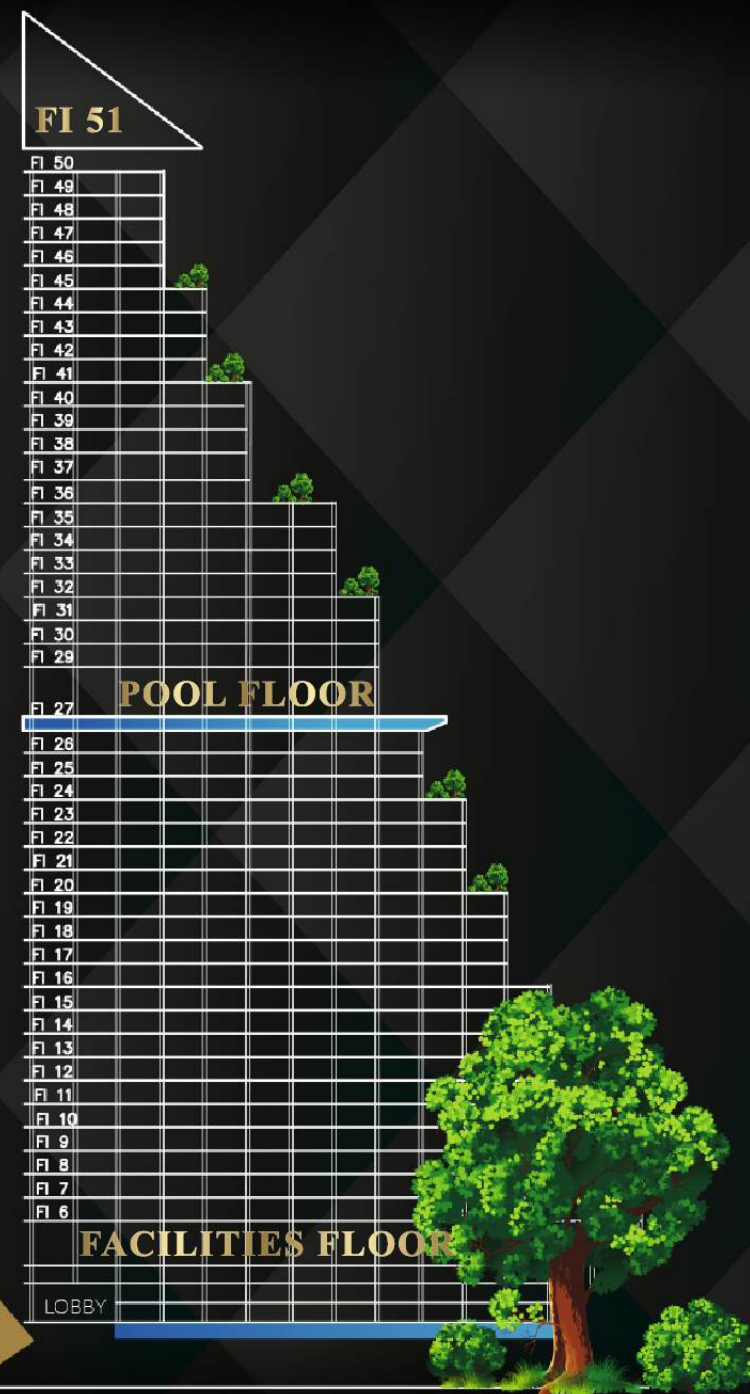 FI 51
FI 50
FI 49
FI 48
FI 47
FI 46
FI 45
FI 44
FI 43
FI 42
FI 41
FI 40
FI 39
FI 38
FI 37
FI 36
FI 35
FI 34
FI 33
FI 32
FI 31
FI 30
FI 29
POOL FLOOR
FI 27
FI 26
FI 25
FI 24
FI 23
FI 22
FI 21
FI 20
FI 19
FI 18
FI 17
FI 16
FI 15
FI 14
FI 13
FI 12
FI 11
FI 10
FI 9
FI 8
FI 7
FI 6
FACILITIES FLOOR
LOBBY